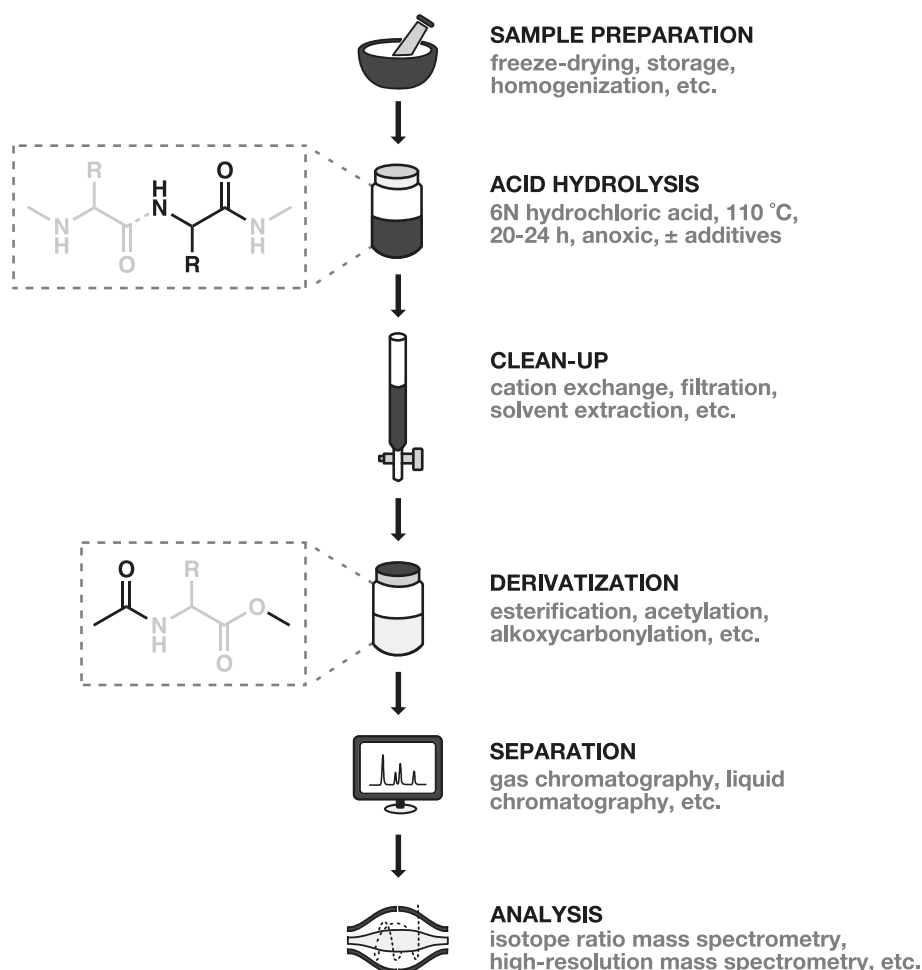 SAMPLE PREPARATION
freeze-drying, storage,
homogenization, etc.
R
H
N
O
N
H
O
R
N
H
ACID HYDROLYSIS
6N hydrochloric acid, 110 °C,
20-24 h, anoxic, ± additives
CLEAN-UP
cation exchange, filtration,
solvent extraction, etc.
O
R
N
H
O
O
DERIVATIZATION
esterification, acetylation,
alkoxycarbonylation, etc.
SEPARATION
gas chromatography, liquid
chromatography, etc.
ANALYSIS
isotope ratio mass spectrometry,
high-resolution mass spectrometry, etc.